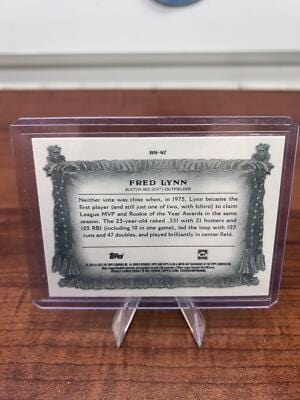 BS-47
FRED LYNN
BOSTON RED SOX | OUTFIELDER
Neither vote was close when, in 1975, Lynn became the
first player (and still just one of two, with Ichiro) to claim
League MVP and Rookie of the Year Awards in the same
season. The 23-year-old raked .331 with 21 homers and
105 RBI (including 10 in one game), led the loop with 103
runs and 47 doubles, and played brilliantly in center field.
Topps